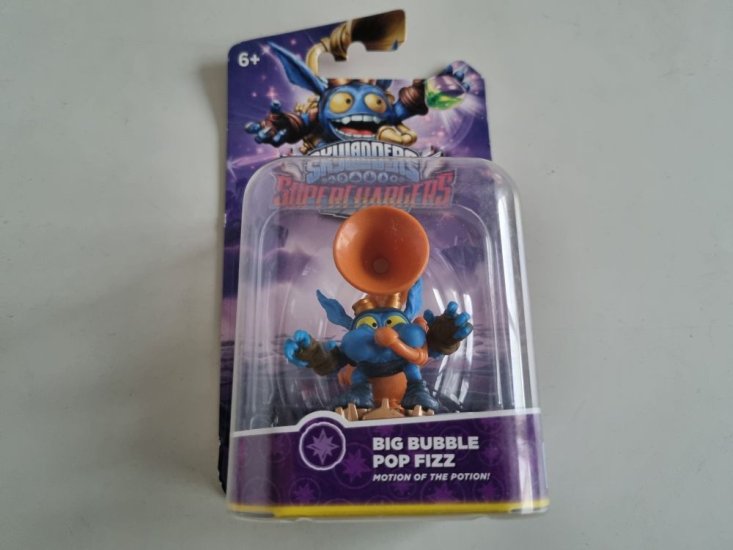 6+
SKYLANDERS
SUPERCHARGERS
BIG BUBBLE
POP FIZZ
MOTION OF THE POTION!